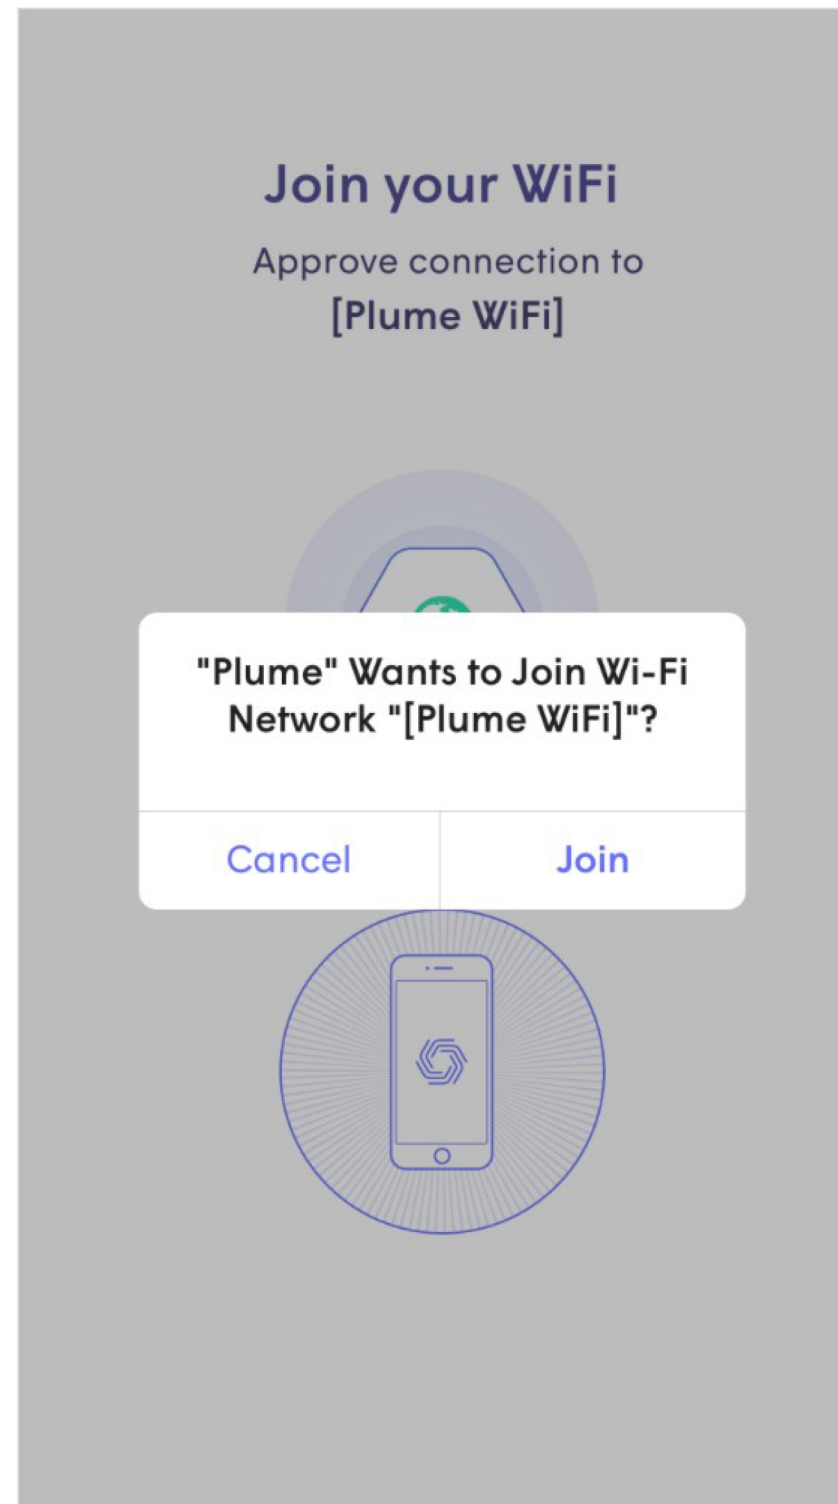 Join your WiFi
Approve connection to
[Plume WiFi]
"Plume" Wants to Join Wi-Fi
Network "[Plume WiFi]"?
Cancel
Join